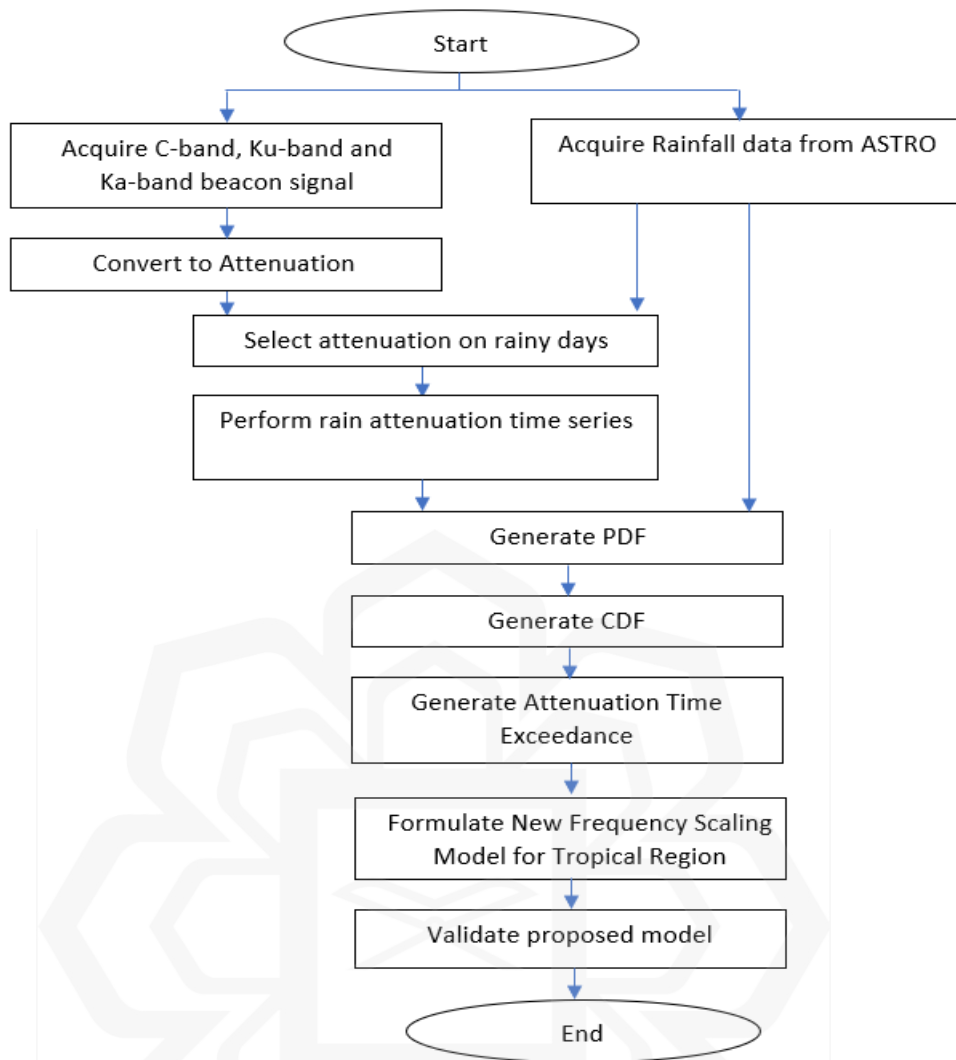 Start
Acquire C-band, Ku-band and
Ka-band beacon signal
Acquire Rainfall data from ASTRO
Convert to Attenuation
Select attenuation on rainy days
Perform rain attenuation time series
Generate PDF
Generate CDF
Generate Attenuation Time
Exceedance
Formulate New Frequency Scaling
Model for Tropical Region
Validate proposed model
End